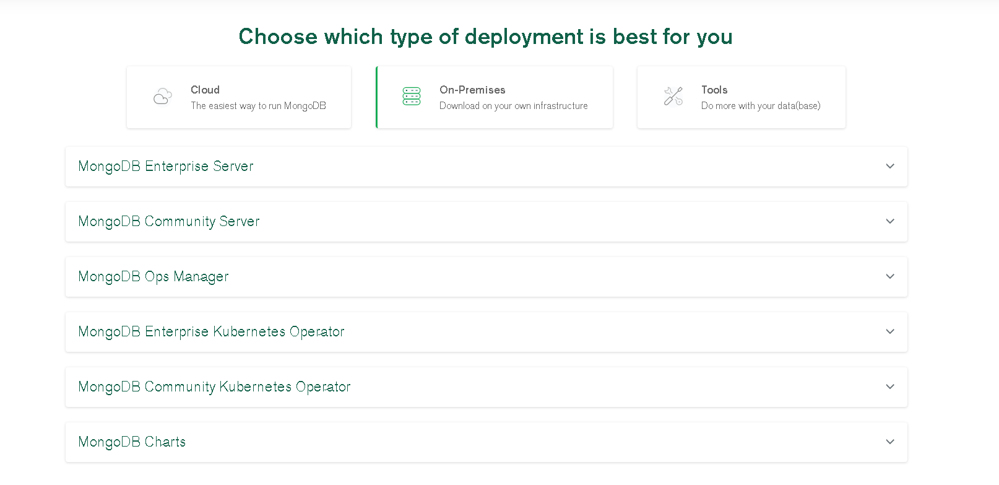 Choose which type of deployment is best for you
Cloud
The easiest way to run MongoDB
On-Premises
Download on your own infrastructure
Tools
Do more with your data(base)
MongoDB Enterprise Server
MongoDB Community Server
MongoDB Ops Manager
MongoDB Enterprise Kubernetes Operator
MongoDB Community Kubernetes Operator
MongoDB Charts